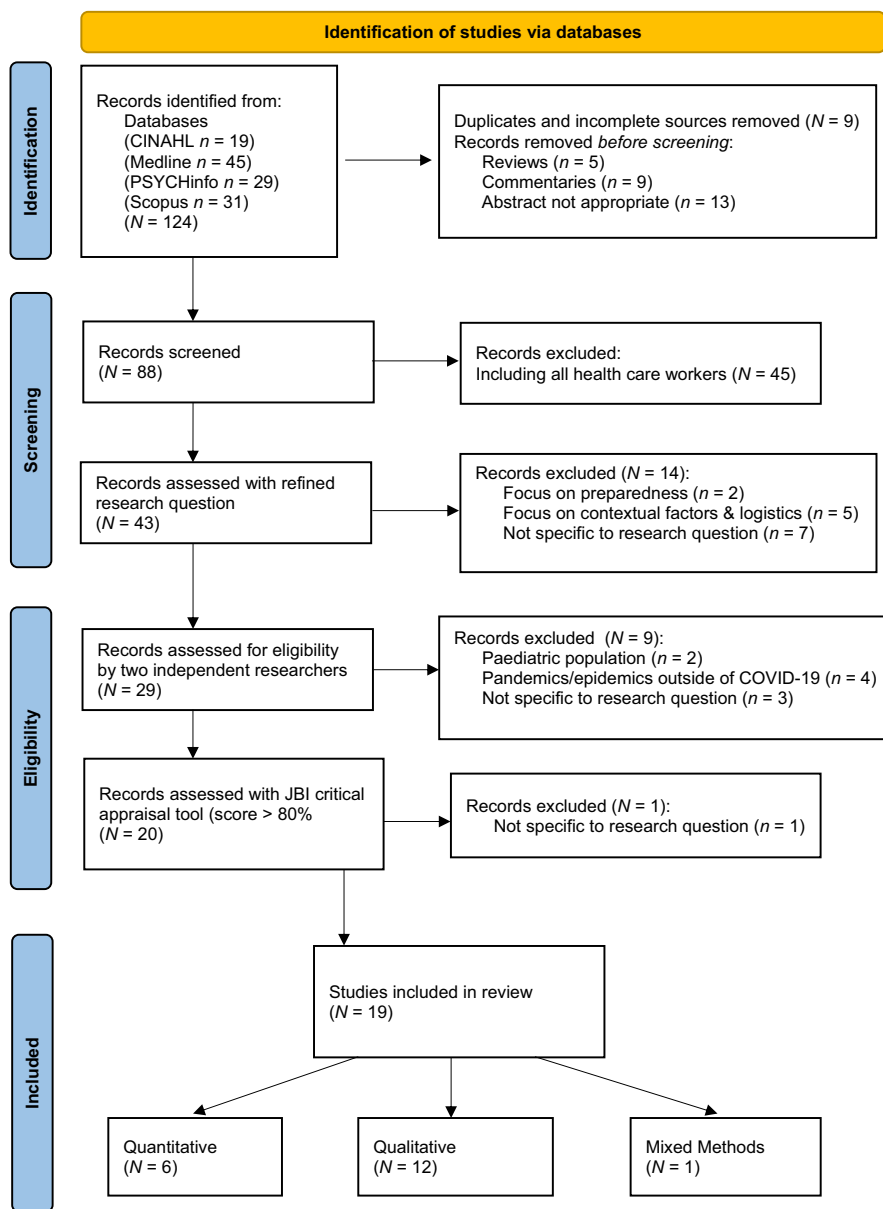 Identification of studies via databases
Identification
Records identified from:
Databases
(CINAHL n = 19)
(Medline n = 45)
(PSYCHinfo n = 29)
(Scopus n = 31)
(N = 124)
Duplicates and incomplete sources removed (N = 9)
Records removed before screening:
Reviews (n = 5)
Commentaries (n = 9)
Abstract not appropriate (n = 13)
Screening
Records screened
(N = 88)
Records excluded:
Including all health care workers (N = 45)
Records assessed with refined
research question
(N = 43)
Records excluded (N = 14):
Focus on preparedness (n = 2)
Focus on contextual factors & logistics (n = 5)
Not specific to research question (n = 7)
Eligibility
Records assessed for eligibility
by two independent researchers
(N = 29)
Records excluded (N = 9):
Paediatric population (n = 2)
Pandemics/epidemics outside of COVID-19 (n = 4)
Not specific to research question (n = 3)
Records assessed with JBI critical
appraisal tool (score > 80%
(N = 20)
Records excluded (N = 1):
Not specific to research question (n = 1)
Included
Studies included in review
(N = 19)
Quantitative
(N = 6)
Qualitative
(N = 12)
Mixed Methods
(N = 1)